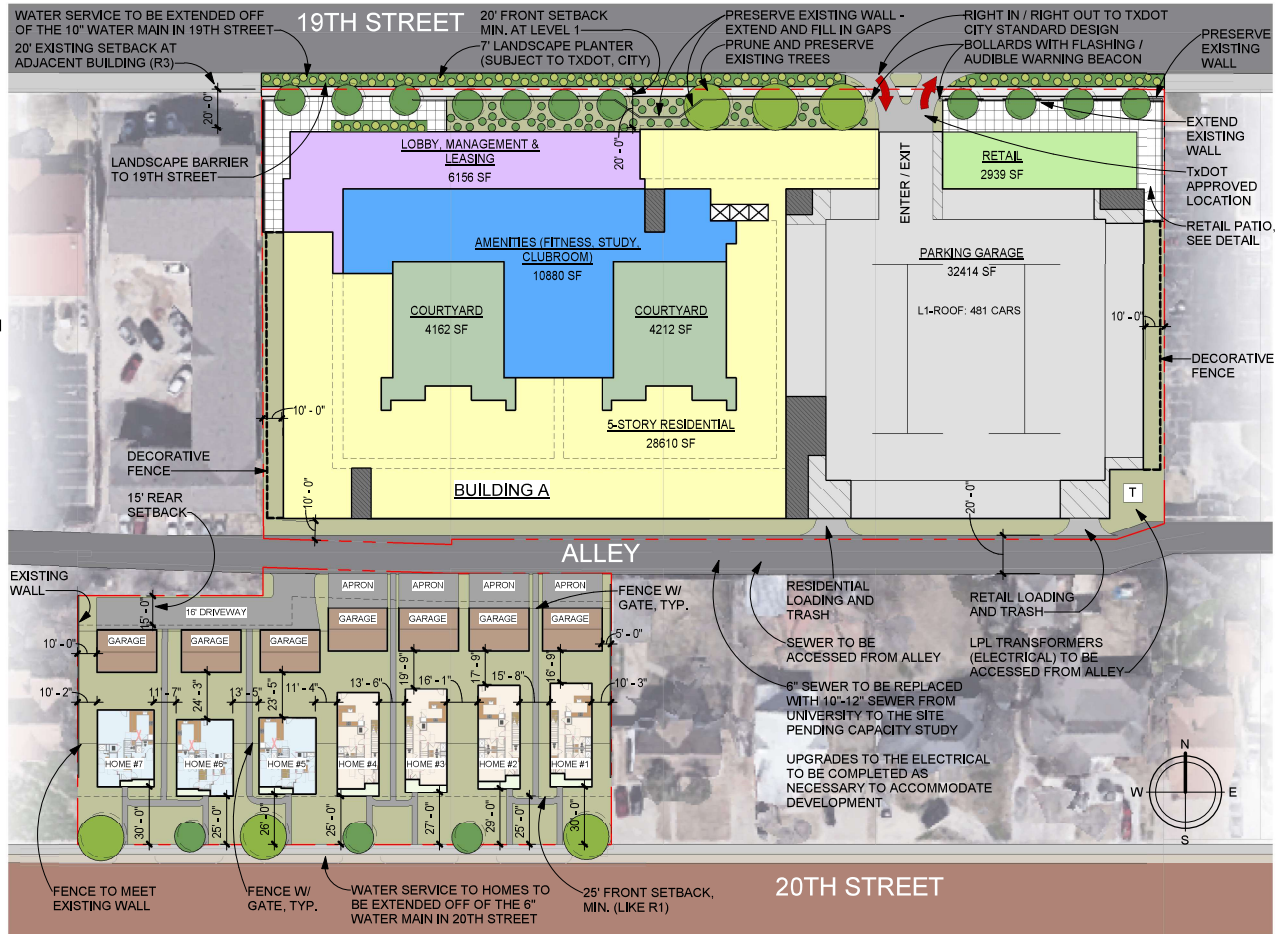 WATER SERVICE TO BE EXTENDED OFF
OF THE 10" WATER MAIN IN 19TH STREET
20' EXISTING SETBACK AT
ADJACENT BUILDING (R3)
19TH STREET
20' FRONT SETBACK
MIN. AT LEVEL 1
7' LANDSCAPE PLANTER
(SUBJECT TO TXDOT, CITY)
PRESERVE EXISTING WALL -
EXTEND AND FILL IN GAPS
PRUNE AND PRESERVE
EXISTING TREES
RIGHT IN / RIGHT OUT TO TXDOT
CITY STANDARD DESIGN
BOLLARDS WITH FLASHING /
AUDIBLE WARNING BEACON
PRESERVE
EXISTING
WALL
20' - 0"
LANDSCAPE BARRIER
TO 19TH STREET
LOBBY, MANAGEMENT &
LEASING
6156 SF
20' - 0"
ENTER / EXIT
RETAIL
2939 SF
EXTEND
EXISTING
WALL
TxDOT
APPROVED
LOCATION
RETAIL PATIO,
SEE DETAIL
AMENITIES (FITNESS, STUDY,
CLUBROOM)
10880 SF
PARKING GARAGE
32414 SF
L1-ROOF: 481 CARS
COURTYARD
4162 SF
COURTYARD
4212 SF
10' - 0"
DECORATIVE
FENCE
10' - 0"
5-STORY RESIDENTIAL
28610 SF
DECORATIVE
FENCE
15' REAR
SETBACK
10' - 0"
BUILDING A
20' - 0"
T
ALLEY
EXISTING
WALL
15' - 0"
16' DRIVEWAY
APRON
APRON
APRON
APRON
FENCE W/
GATE, TYP.
GARAGE
GARAGE
GARAGE
GARAGE
GARAGE
GARAGE
GARAGE
10' - 0"
5' - 0"
10' - 2"
11' - 7"
24' - 3"
13' - 5"
23' - 5"
11' - 4"
13' - 6"
19' - 9"
16' - 1"
17' - 9"
15' - 8"
16' - 9"
10' - 3"
HOME #7
HOME #6
HOME #5
HOME #4
HOME #3
HOME #2
HOME #1
30' - 0"
25' - 0"
26' - 0"
25' - 0"
27' - 0"
29' - 0"
25' - 0"
30' - 0"
RESIDENTIAL
LOADING AND
TRASH
SEWER TO BE
ACCESSED FROM ALLEY
6" SEWER TO BE REPLACED
WITH 10"-12" SEWER FROM
UNIVERSITY TO THE SITE
PENDING CAPACITY STUDY
UPGRADES TO THE ELECTRICAL
TO BE COMPLETED AS
NECESSARY TO ACCOMMODATE
DEVELOPMENT
RETAIL LOADING
AND TRASH
LPL TRANSFORMERS
(ELECTRICAL) TO BE
ACCESSED FROM ALLEY
N
W
E
S
FENCE TO MEET
EXISTING WALL
FENCE W/
GATE, TYP.
WATER SERVICE TO HOMES TO
BE EXTENDED OFF OF THE 6"
WATER MAIN IN 20TH STREET
25' FRONT SETBACK,
MIN. (LIKE R1)
20TH STREET